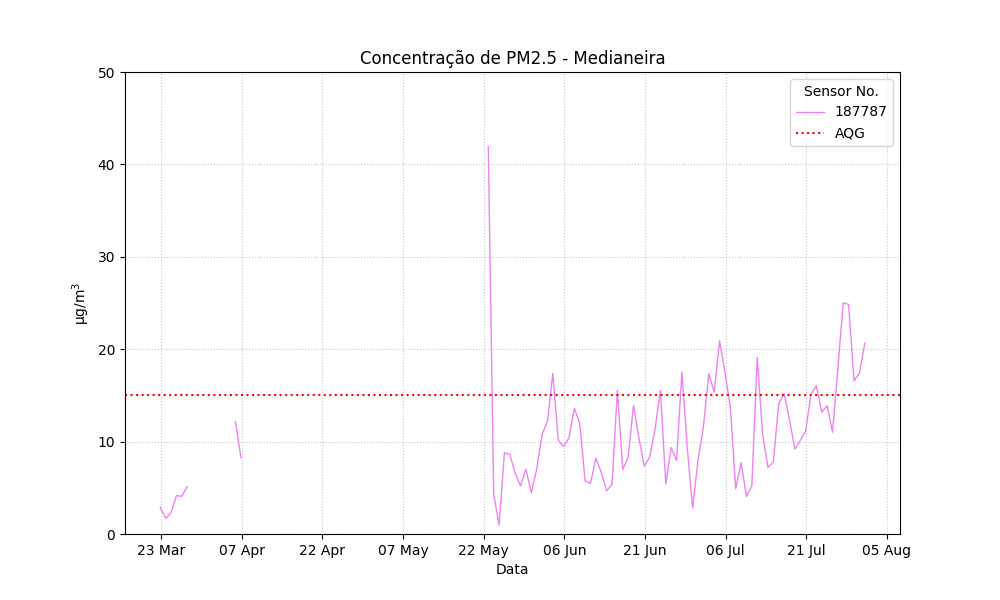 Concentração de PM2.5 - Medianeira
Sensor No.
187787
AQG
50
40
30
20
10
0
µg/m³
23 Mar
07 Apr
22 Apr
07 May
22 May
06 Jun
21 Jun
06 Jul
21 Jul
05 Aug
Data